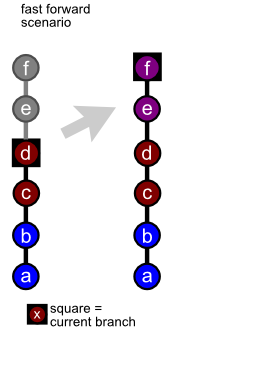 fast forward
scenario
f f
e e
d d
c c
b b
a a
x square =
current branch